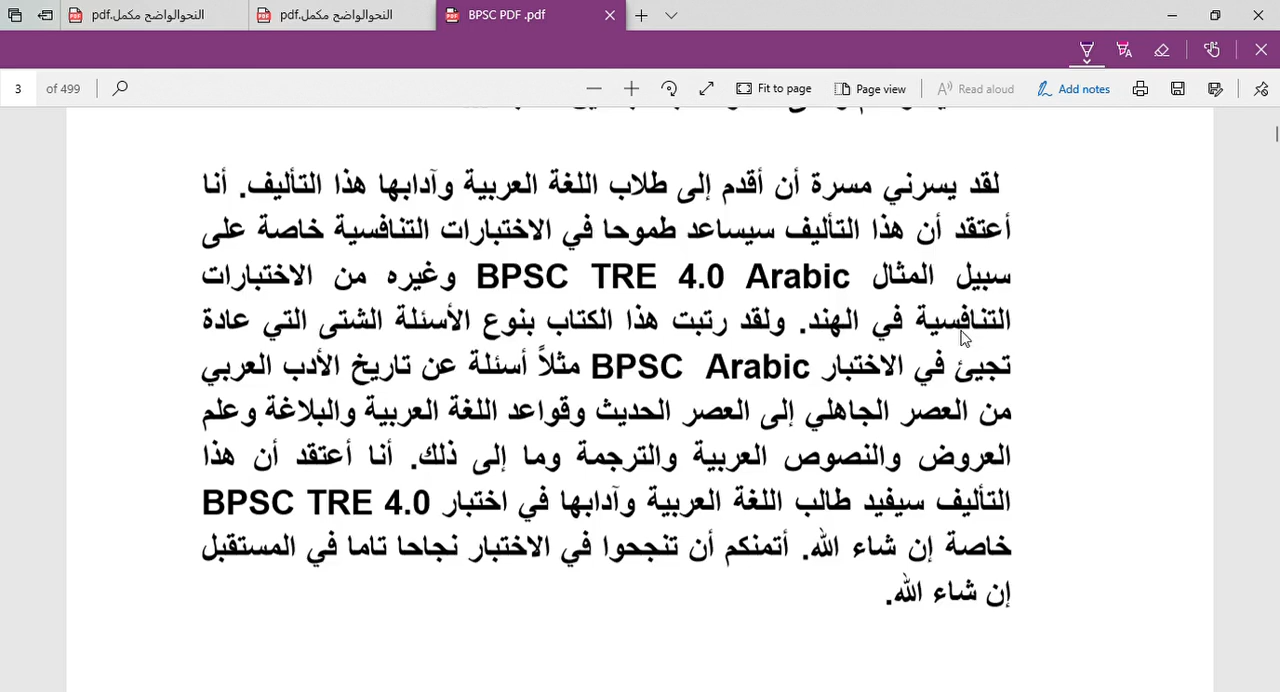 النحوالواضح مكمل.pdf
النحوالواضح مكمل.pdf
BPSC PDF .pdf
3 of 499
Fit to page
Page view
Read aloud
Add notes
لقد يسرني مسرة أن أقدم إلى طلاب اللغة العربية وآدابها هذا التأليف. أنا
أعتقد أن هذا التأليف سيساعد طموحا في الاختبارات التنافسية خاصة على
سبيل المثال BPSC TRE 4.0 Arabic وغيره من الاختبارات
التنافسية في الهند. ولقد رتبت هذا الكتاب بنوع الأسئلة الشتى التي عادة
تجيئ في الاختبار BPSC Arabic مثلاً أسئلة عن تاريخ الأدب العربي
من العصر الجاهلي إلى العصر الحديث وقواعد اللغة العربية والبلاغة وعلم
العروض والنصوص العربية والترجمة وما إلى ذلك. أنا أعتقد أن هذا
التأليف سيفيد طالب اللغة العربية وآدابها في اختبار BPSC TRE 4.0
خاصة إن شاء الله. أتمنكم أن تنجحوا في الاختبار نجاحا تاما في المستقبل
إن شاء الله.